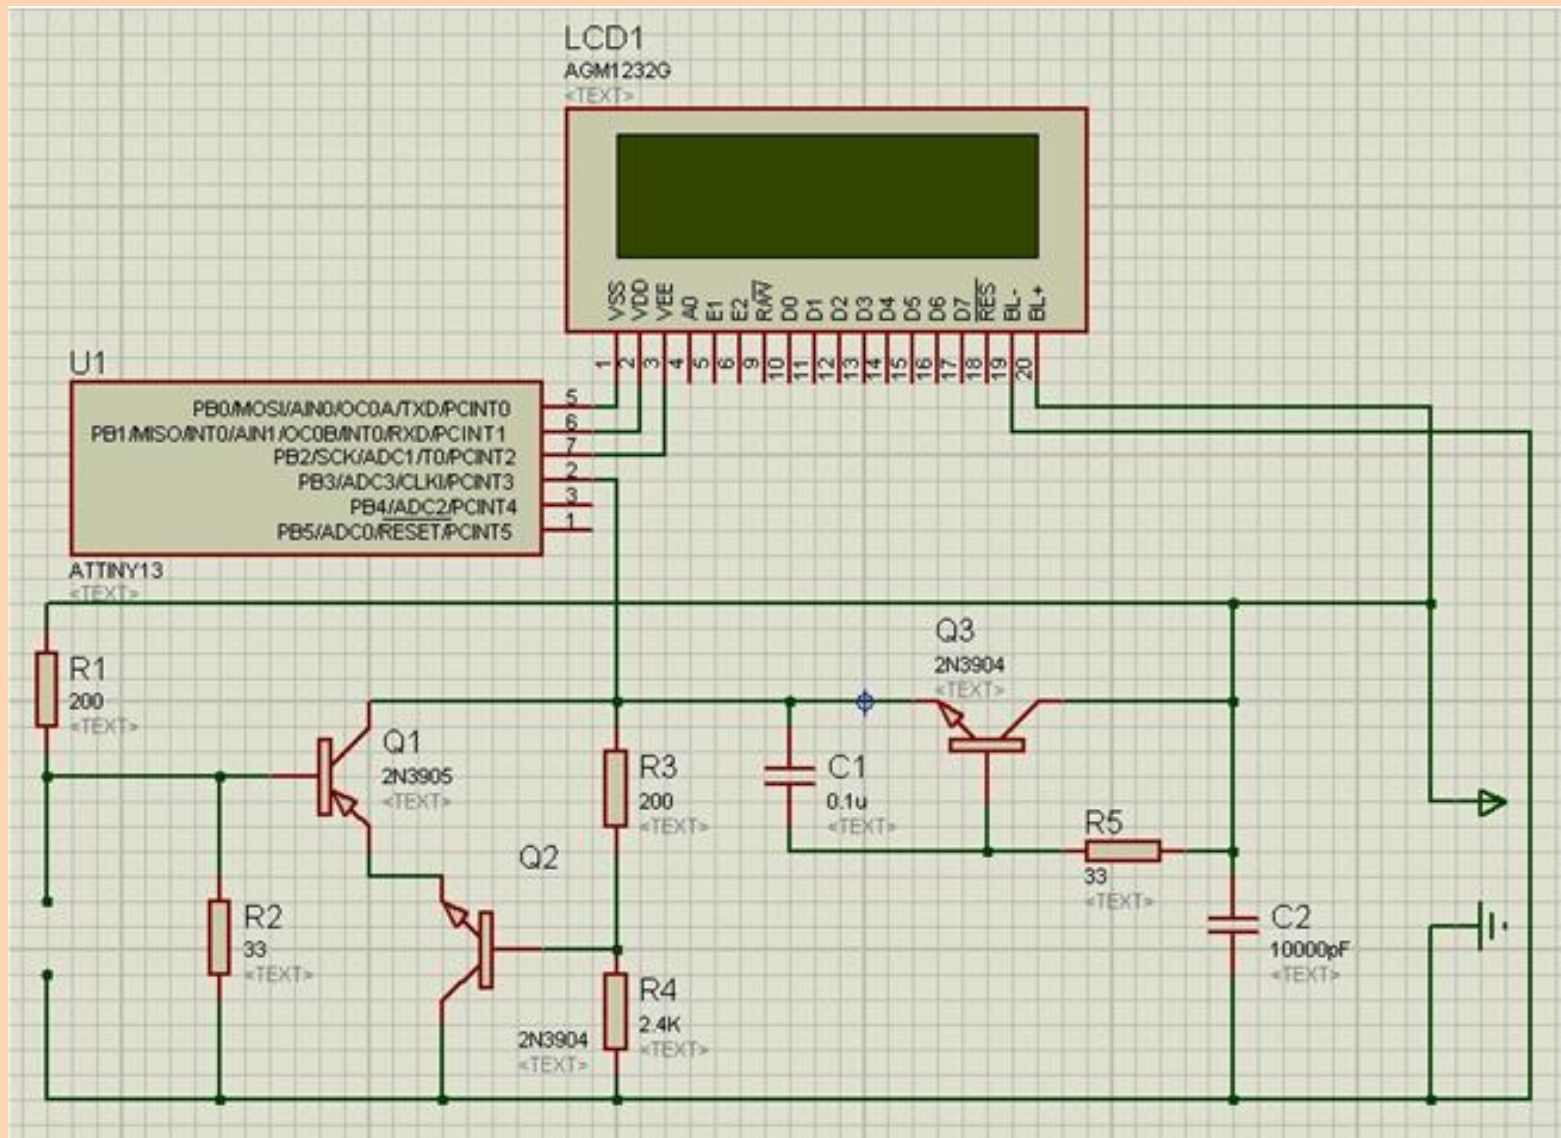 LCD1
AGM1232G
<TEXT>
VSS
VDD
VEE
A0
E1
E2
R/W
D0
D1
D2
D3
D4
D5
D6
D7
RES
BL-
BL+
1
2
3
4
5
6
9
10
11
12
13
14
15
16
17
18
19
20
U1
PB0/MOSI/AIN0/OC0A/TXD/PCINT0
5
PB1/MISO/INT0/AIN1/OC0B/INT0/RXD/PCINT1
6
PB2/SCK/ADC1/T0/PCINT2
7
PB3/ADC3/CLKI/PCINT3
2
PB4/ADC2/PCINT4
3
PB5/ADC0/RESET/PCINT5
1
ATTINY13
<TEXT>
R1
200
<TEXT>
Q1
2N3905
<TEXT>
R3
200
<TEXT>
C1
0.1u
<TEXT>
Q3
2N3904
<TEXT>
R5
33
<TEXT>
Q2
2N3904
<TEXT>
R2
33
<TEXT>
R4
2.4K
<TEXT>
C2
10000pF
<TEXT>